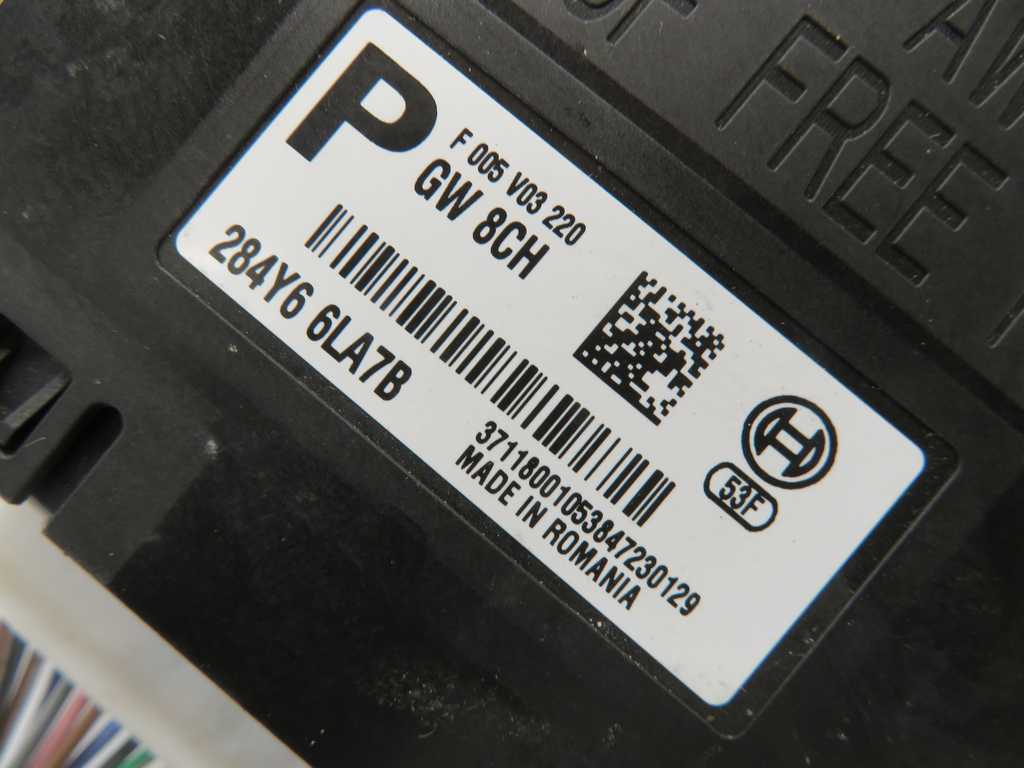 P
F 005 V03 220
GW 8CH
284Y6 6LA7B
37118001053847230129
MADE IN ROMANIA
53F
FREE